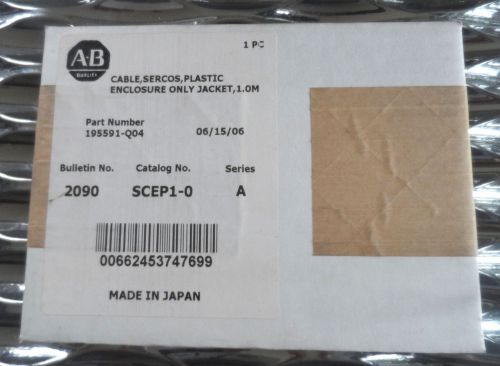 1 PC
A-B
QUALITY
CABLE,SERCOS,PLASTIC
ENCLOSURE ONLY JACKET,1.0M
Part Number
195591-Q04 06/15/06
Bulletin No. Catalog No. Series
2090 SCEP1-0 A
00662453747699
MADE IN JAPAN